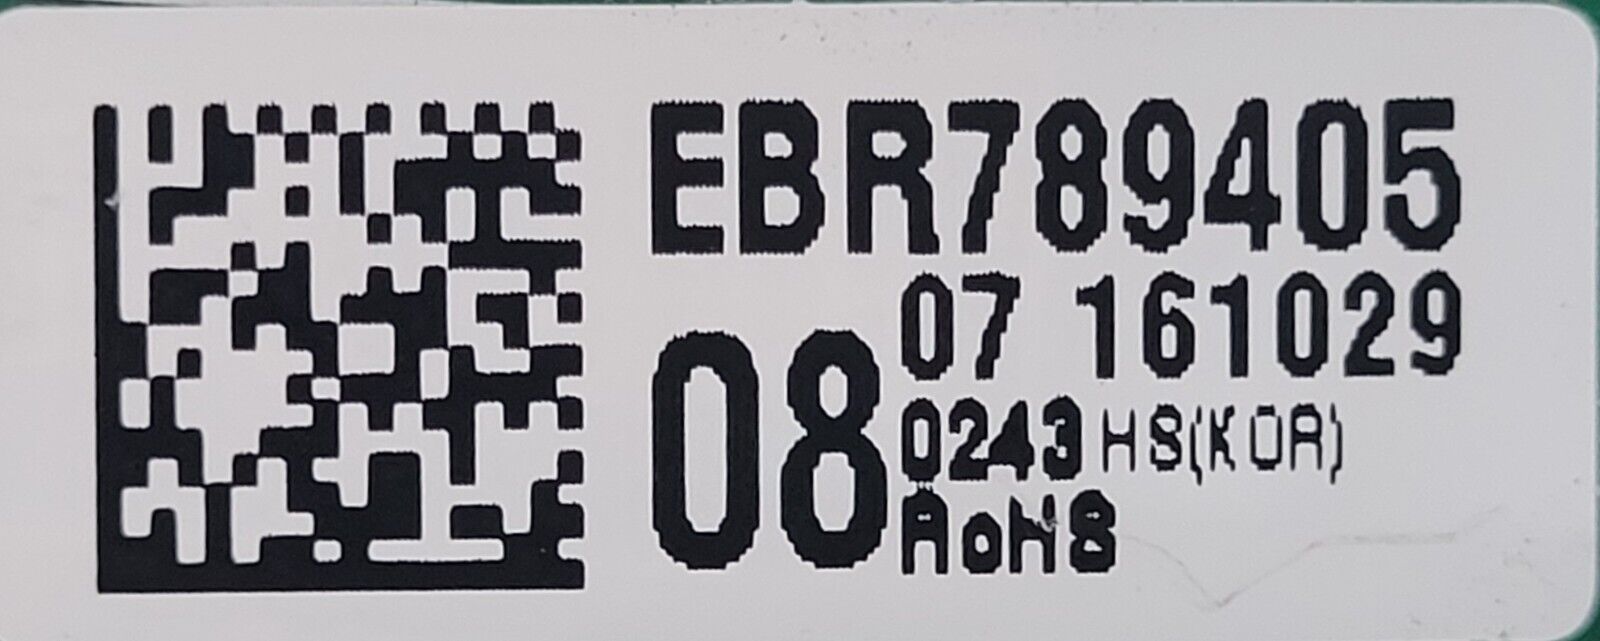 EBR789405
08 07 161029
0243 HS(KOR)
RoHS